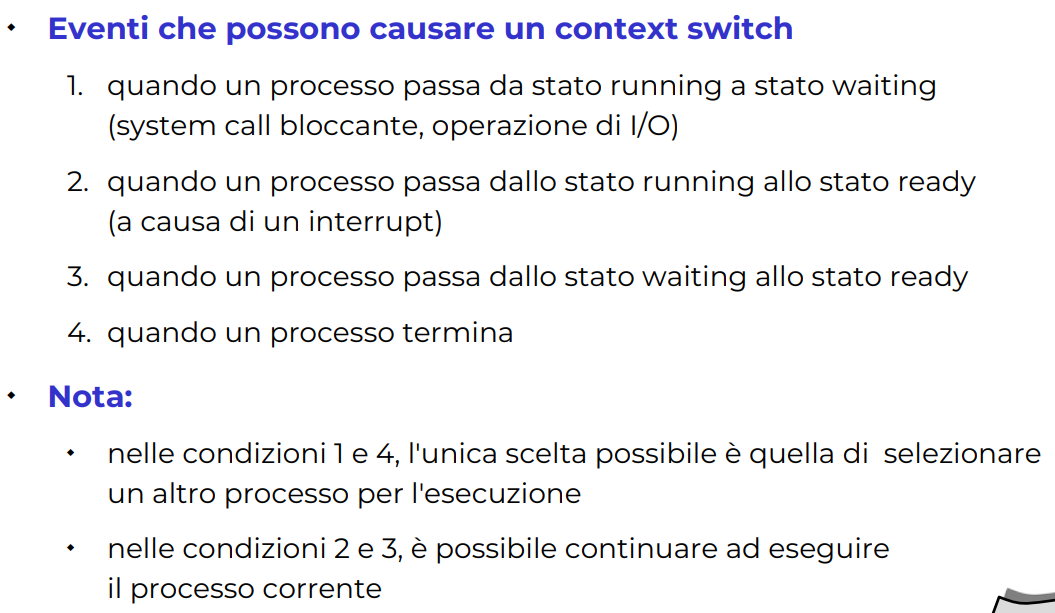 • Eventi che possono causare un context switch
1. quando un processo passa da stato running a stato waiting
(system call bloccante, operazione di I/O)
2. quando un processo passa dallo stato running allo stato ready
(a causa di un interrupt)
3. quando un processo passa dallo stato waiting allo stato ready
4. quando un processo termina
• Nota:
• nelle condizioni 1 e 4, l'unica scelta possibile è quella di selezionare
un altro processo per l'esecuzione
• nelle condizioni 2 e 3, è possibile continuare ad eseguire
il processo corrente